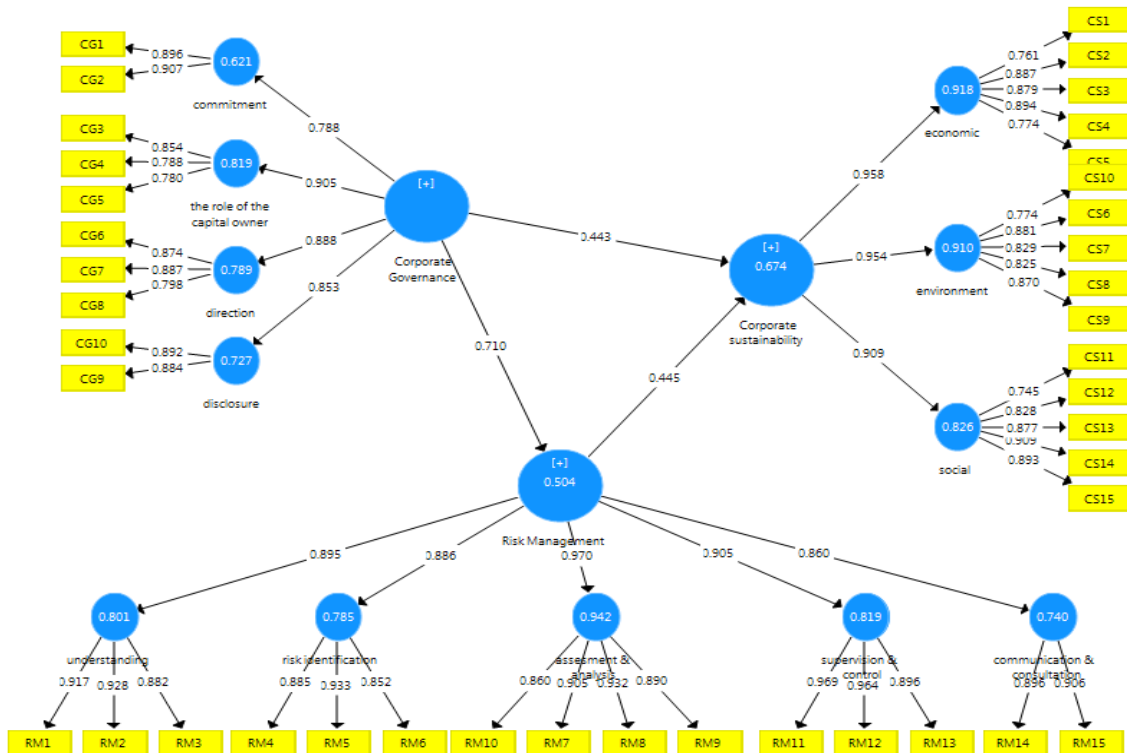 CG1
CG2
0.896
0.907
0.621
commitment
CG3
CG4
CG5
0.854
0.788
0.780
0.819
the role of the
capital owner
CG6
CG7
CG8
0.874
0.887
0.798
0.789
direction
CG10
CG9
0.892
0.884
0.727
disclosure
0.788
0.905
0.888
0.853
[+]
Corporate
Governance
0.443
0.710
[+]
0.674
Corporate
sustainability
0.445
0.958
0.954
0.909
0.918
economic
0.761
0.887
0.879
0.894
0.774
CS1
CS2
CS3
CS4
CS5
0.910
environment
0.774
0.881
0.829
0.825
0.870
CS10
CS6
CS7
CS8
CS9
0.826
social
0.745
0.828
0.877
0.909
0.893
CS11
CS12
CS13
CS14
CS15
[+]
0.504
Risk Management
0.895
0.886
0.970
0.905
0.860
0.801
understanding
0.917
0.928
0.882
RM1
RM2
RM3
0.785
risk identification
0.885
0.933
0.852
RM4
RM5
RM6
0.942
assesment &
analysis
0.860
0.905
0.932
0.890
RM10
RM7
RM8
RM9
0.819
supervision &
control
0.969
0.964
0.896
RM11
RM12
RM13
0.740
communication &
consultation
0.896
0.906
RM14
RM15